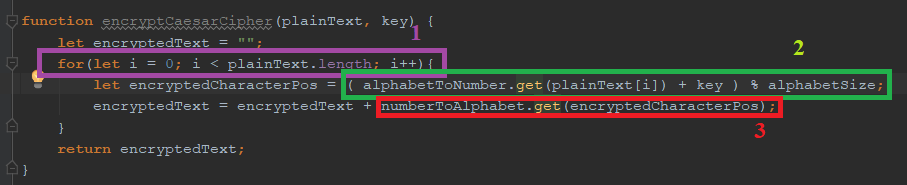 function encryptCaesarCipher(plainText, key) {
let encryptedText = "";
1
for(let i = 0; i < plainText.length; i++){
2
let encryptedCharacterPos = ( alphabetToNumber.get(plainText[i]) + key ) % alphabetSize;
encryptedText = encryptedText + numberToAlphabet.get(encryptedCharacterPos);
3
}
return encryptedText;
}